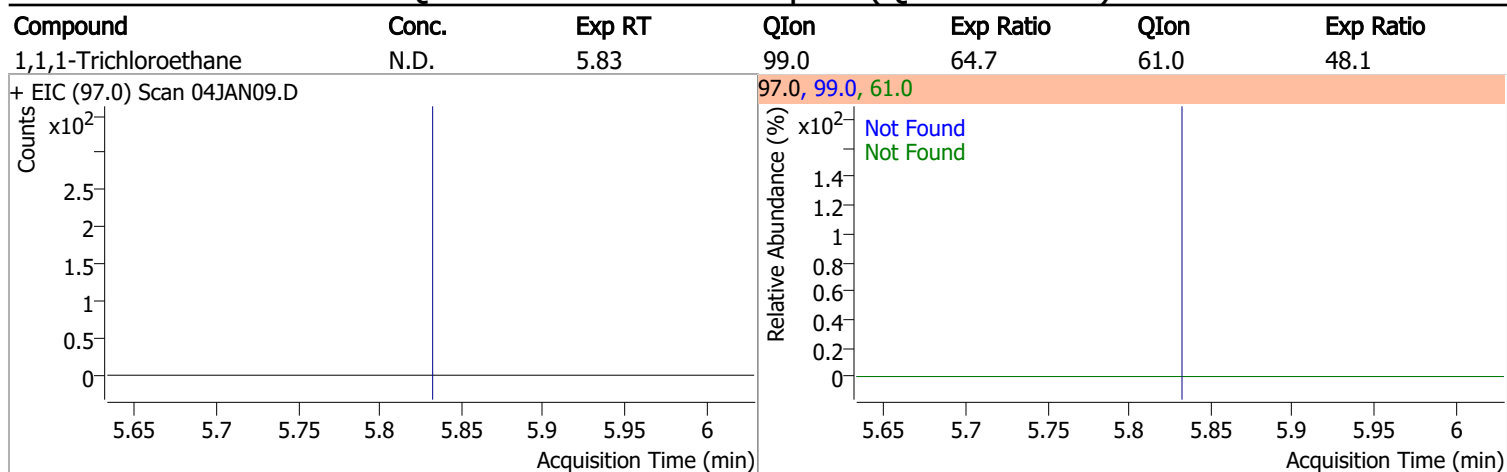 Compound Conc. Exp RT QIon Exp Ratio QIon Exp Ratio
1,1,1-Trichloroethane N.D. 5.83 99.0 64.7 61.0 48.1
+ EIC (97.0) Scan 04JAN09.D
Counts
x10²
2.5
2
1.5
1
0.5
0
5.65 5.7 5.75 5.8 5.85 5.9 5.95 6
Acquisition Time (min)
97.0, 99.0, 61.0
Relative Abundance (%)
x10²
Not Found
Not Found
1.4
1.2
1
0.8
0.6
0.4
0.2
0
5.65 5.7 5.75 5.8 5.85 5.9 5.95 6
Acquisition Time (min)